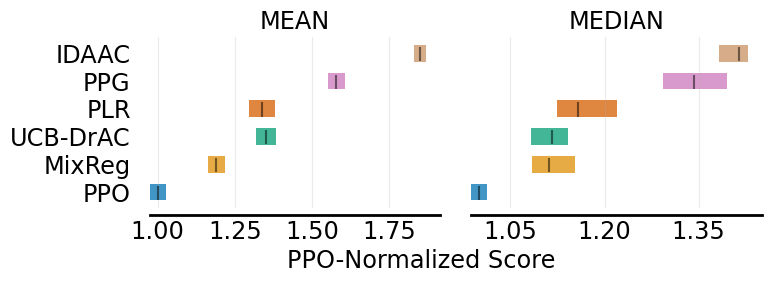 MEAN MEDIAN
IDAAC
PPG
PLR
UCB-DrAC
MixReg
PPO
1.00 1.25 1.50 1.75 1.05 1.20 1.35
PPO-Normalized Score